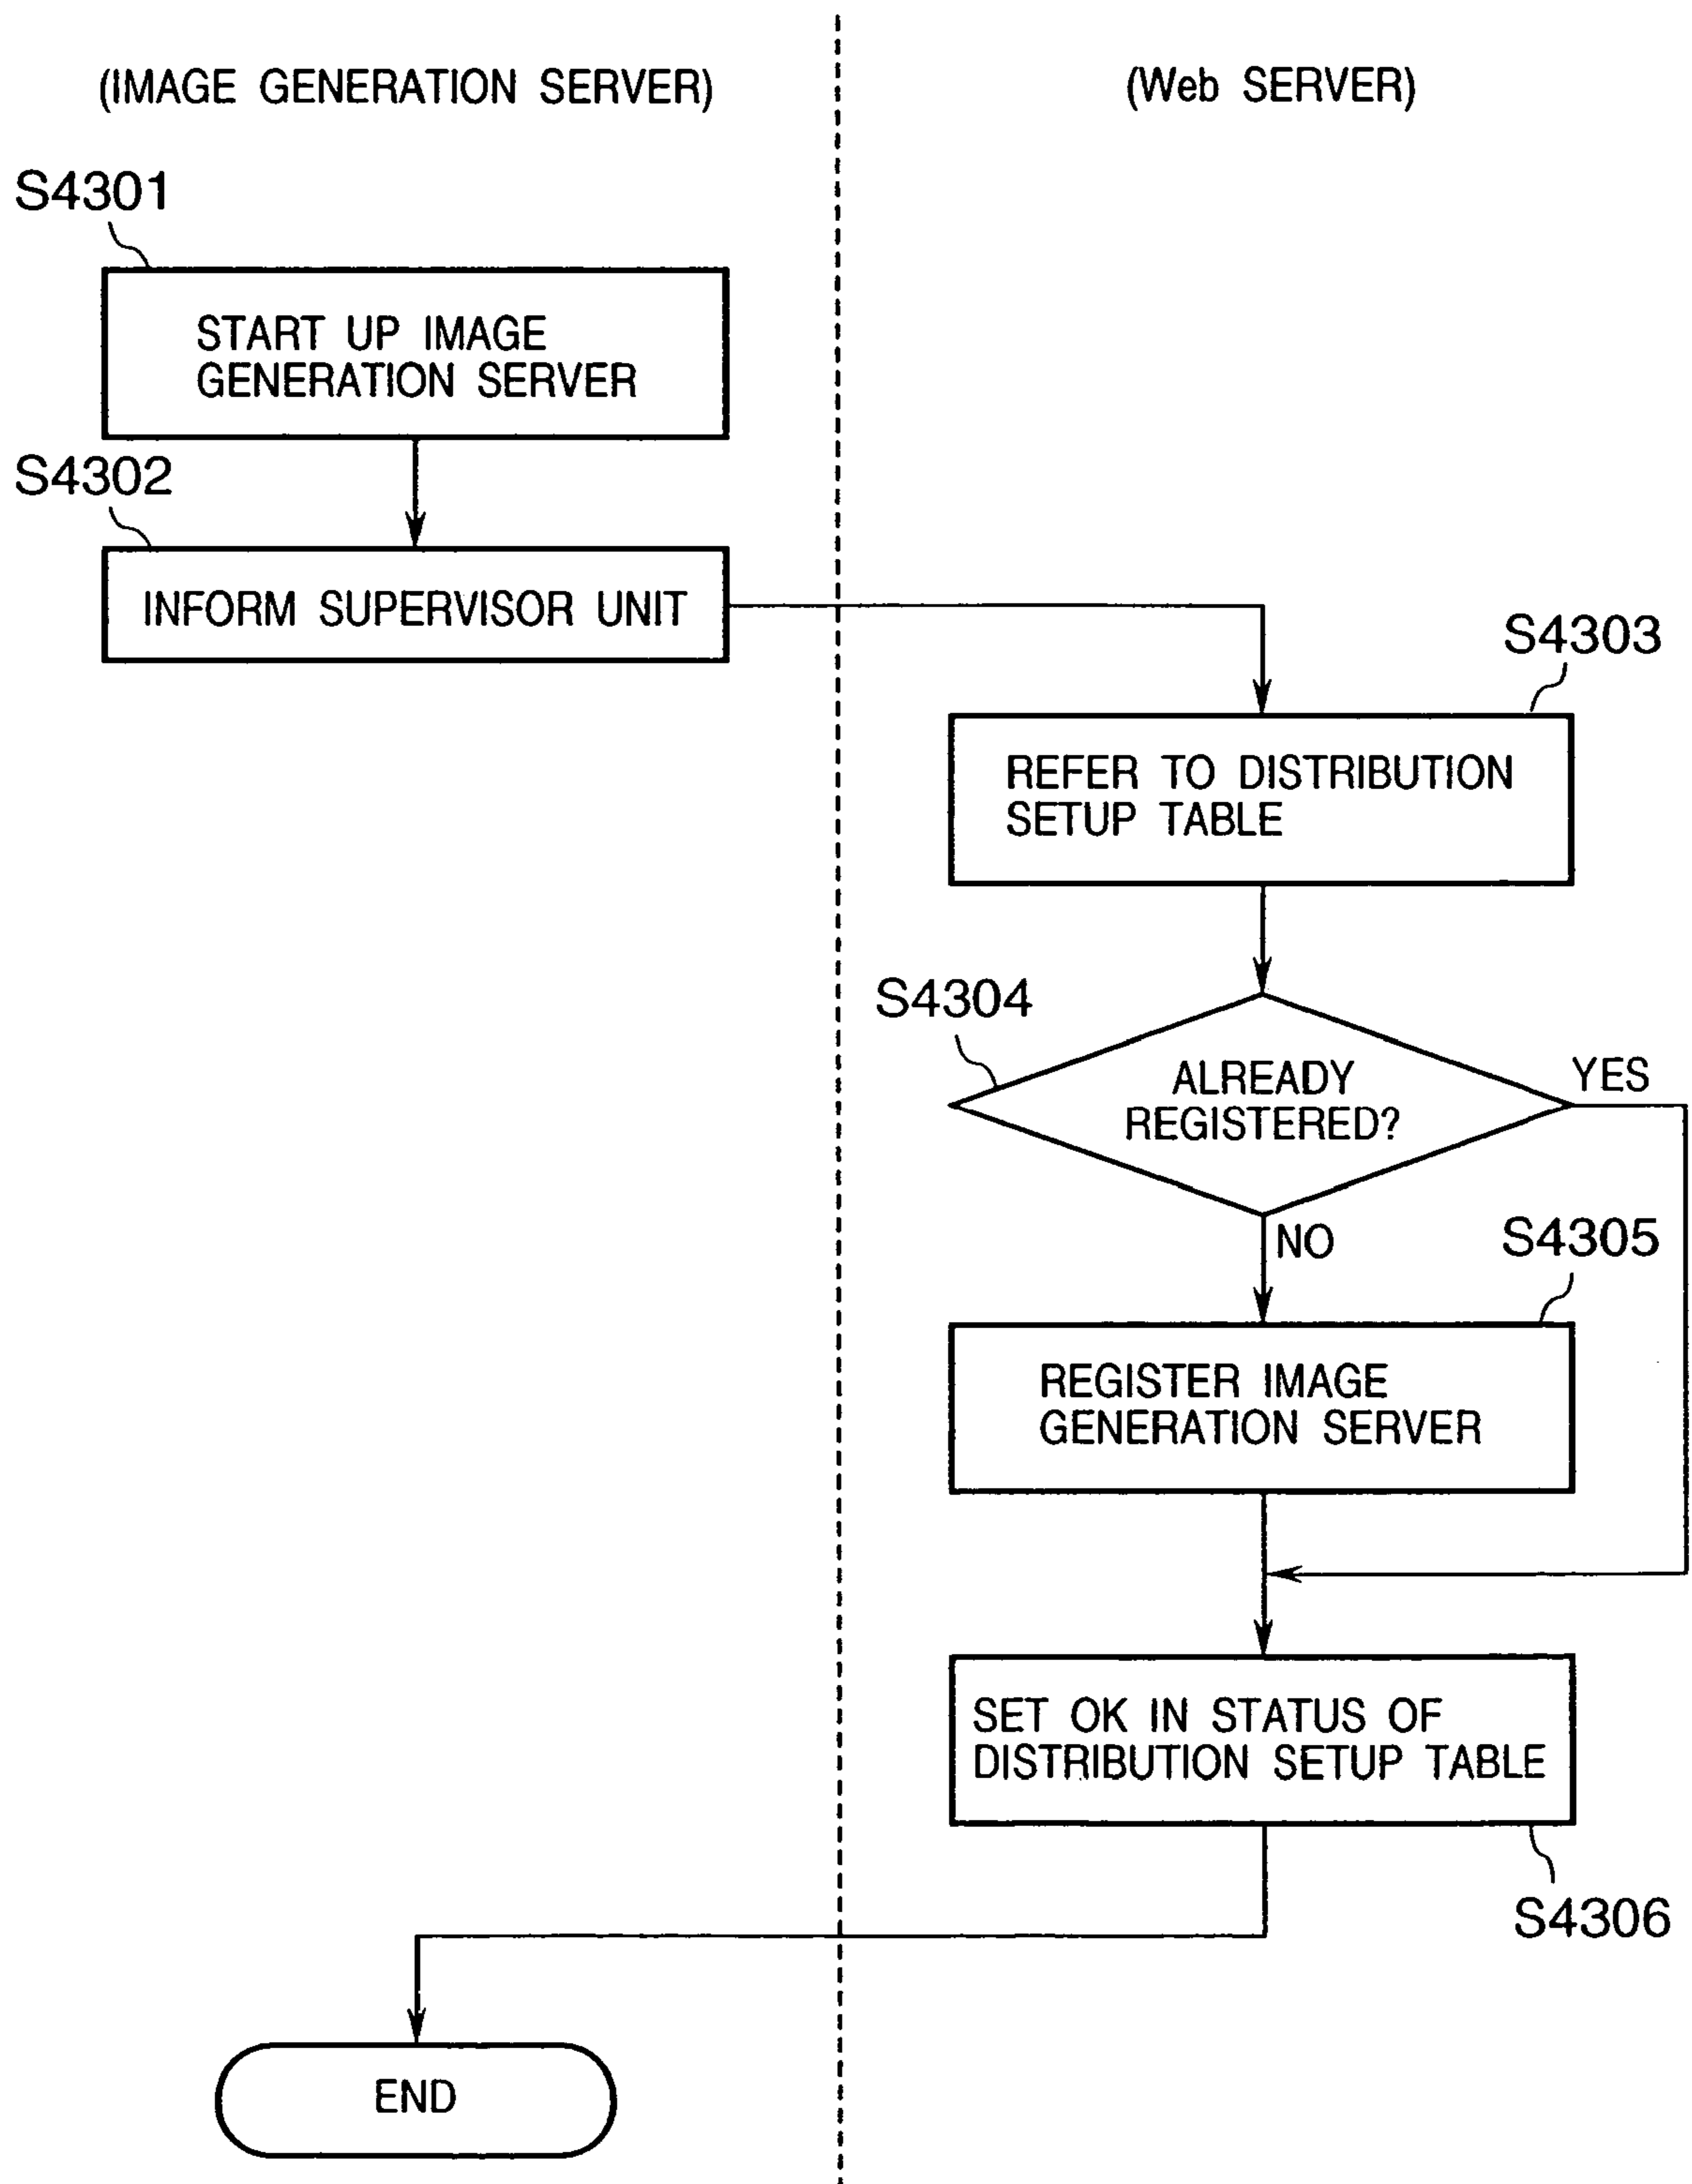 (IMAGE GENERATION SERVER)
(Web SERVER)
S4301
START UP IMAGE
GENERATION SERVER
S4302
INFORM SUPERVISOR UNIT
S4303
REFER TO DISTRIBUTION
SETUP TABLE
S4304
ALREADY
REGISTERED?
YES
NO
S4305
REGISTER IMAGE
GENERATION SERVER
SET OK IN STATUS OF
DISTRIBUTION SETUP TABLE
S4306
END